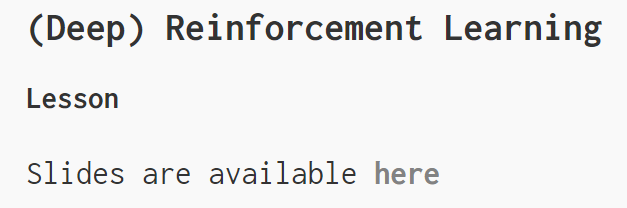 (Deep) Reinforcement Learning
Lesson
Slides are available here